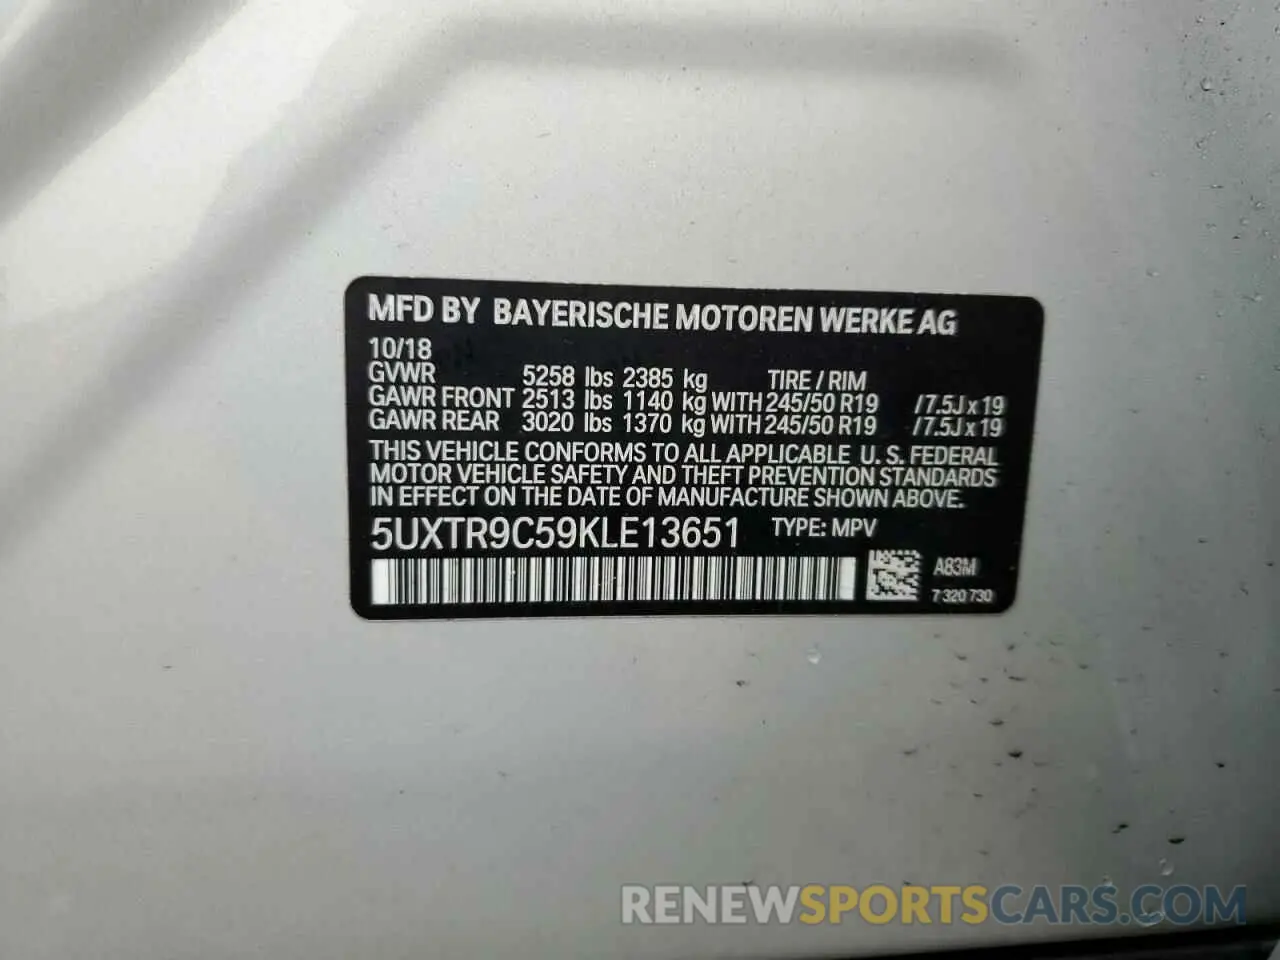 MFD BY BAYERISCHE MOTOREN WERKE AG
10/18
GVWR 5258 lbs 2385 kg TIRE / RIM
GAWR FRONT 2513 lbs 1140 kg WITH 245/50 R19 /7.5J x 19
GAWR REAR 3020 lbs 1370 kg WITH 245/50 R19 /7.5J x 19
THIS VEHICLE CONFORMS TO ALL APPLICABLE U. S. FEDERAL
MOTOR VEHICLE SAFETY AND THEFT PREVENTION STANDARDS
IN EFFECT ON THE DATE OF MANUFACTURE SHOWN ABOVE.
5UXTR9C59KLE13651 TYPE: MPV
A83M
7 320 730
RENEWSPORTSCARS.COM